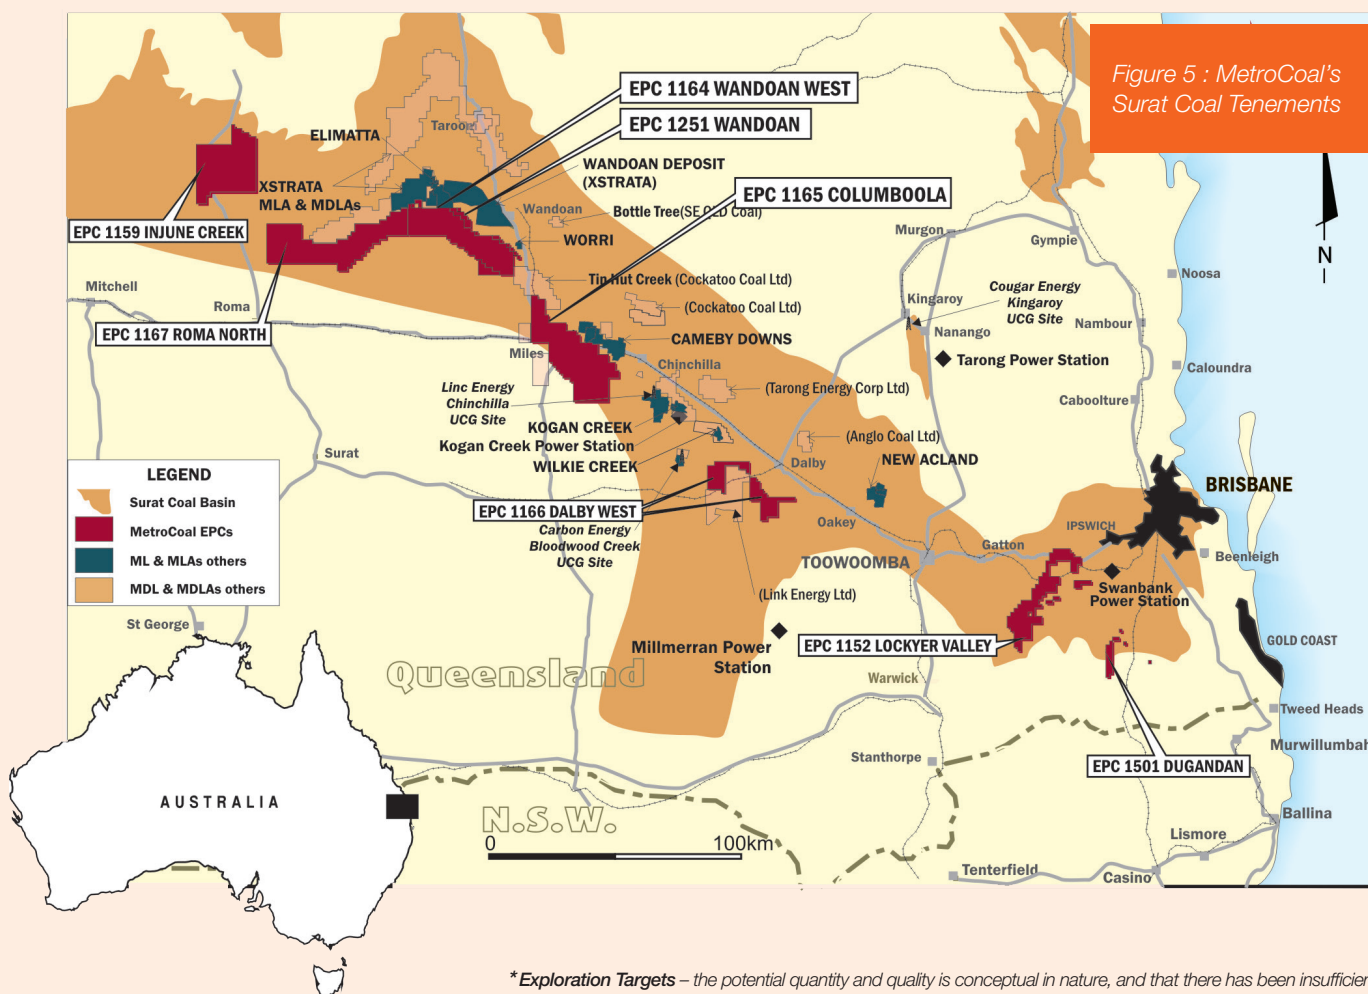 Figure 5 : MetroCoal's
Surat Coal Tenements
EPC 1164 WANDOAN WEST
EPC 1251 WANDOAN
ELIMATTA
Taroom
WANDOAN DEPOSIT
(XSTRATA)
EPC 1165 COLUMBOOLA
XSTRATA
MLA & MDLAs
Wandoan
Bottle Tree(SE QLD Coal)
EPC 1159 INJUNE CREEK
WORRI
Murgon
Gympie
N
Noosa
Tin Hut Creek (Cockatoo Coal Ltd)
Mitchell
Roma
(Cockatoo Coal Ltd)
Kingaroy
Cougar Energy
Kingaroy
UCG Site
Nanango
Nambour
EPC 1167 ROMA NORTH
CAMEBY DOWNS
Miles
Chinchilla
Tarong Power Station
Caloundra
Linc Energy
Chinchilla
UCG Site
(Tarong Energy Corp Ltd)
Caboolture
KOGAN CREEK
Kogan Creek Power Station
(Anglo Coal Ltd)
WILKIE CREEK
Dalby
NEW ACLAND
Surat
BRISBANE
LEGEND
Surat Coal Basin
MetroCoal EPCs
ML & MLAs others
MDL & MDLAs others
EPC 1166 DALBY WEST
Carbon Energy
Bloodwood Creek
UCG Site
Oakey
IPSWICH
Gatton
Beenleigh
TOOWOOMBA
(Link Energy Ltd)
Swanbank
Power Station
St George
Millmerran Power
Station
EPC 1152 LOCKYER VALLEY
GOLD COAST
Queensland
Warwick
Tweed Heads
Murwillumbah
Stanthorpe
EPC 1501 DUGANDAN
AUSTRALIA
N.S.W.
0 100km
Ballina
Lismore
Tenterfield
Casino
* Exploration Targets – the potential quantity and quality is conceptual in nature, and that there has been insufficien